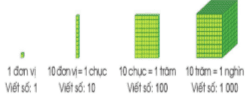 1 đơn vị
Viết số: 1
10 đơn vị = 1 chục
Viết số: 10
10 chục = 1 trăm
Viết số: 100
10 trăm = 1 nghìn
Viết số: 1 000